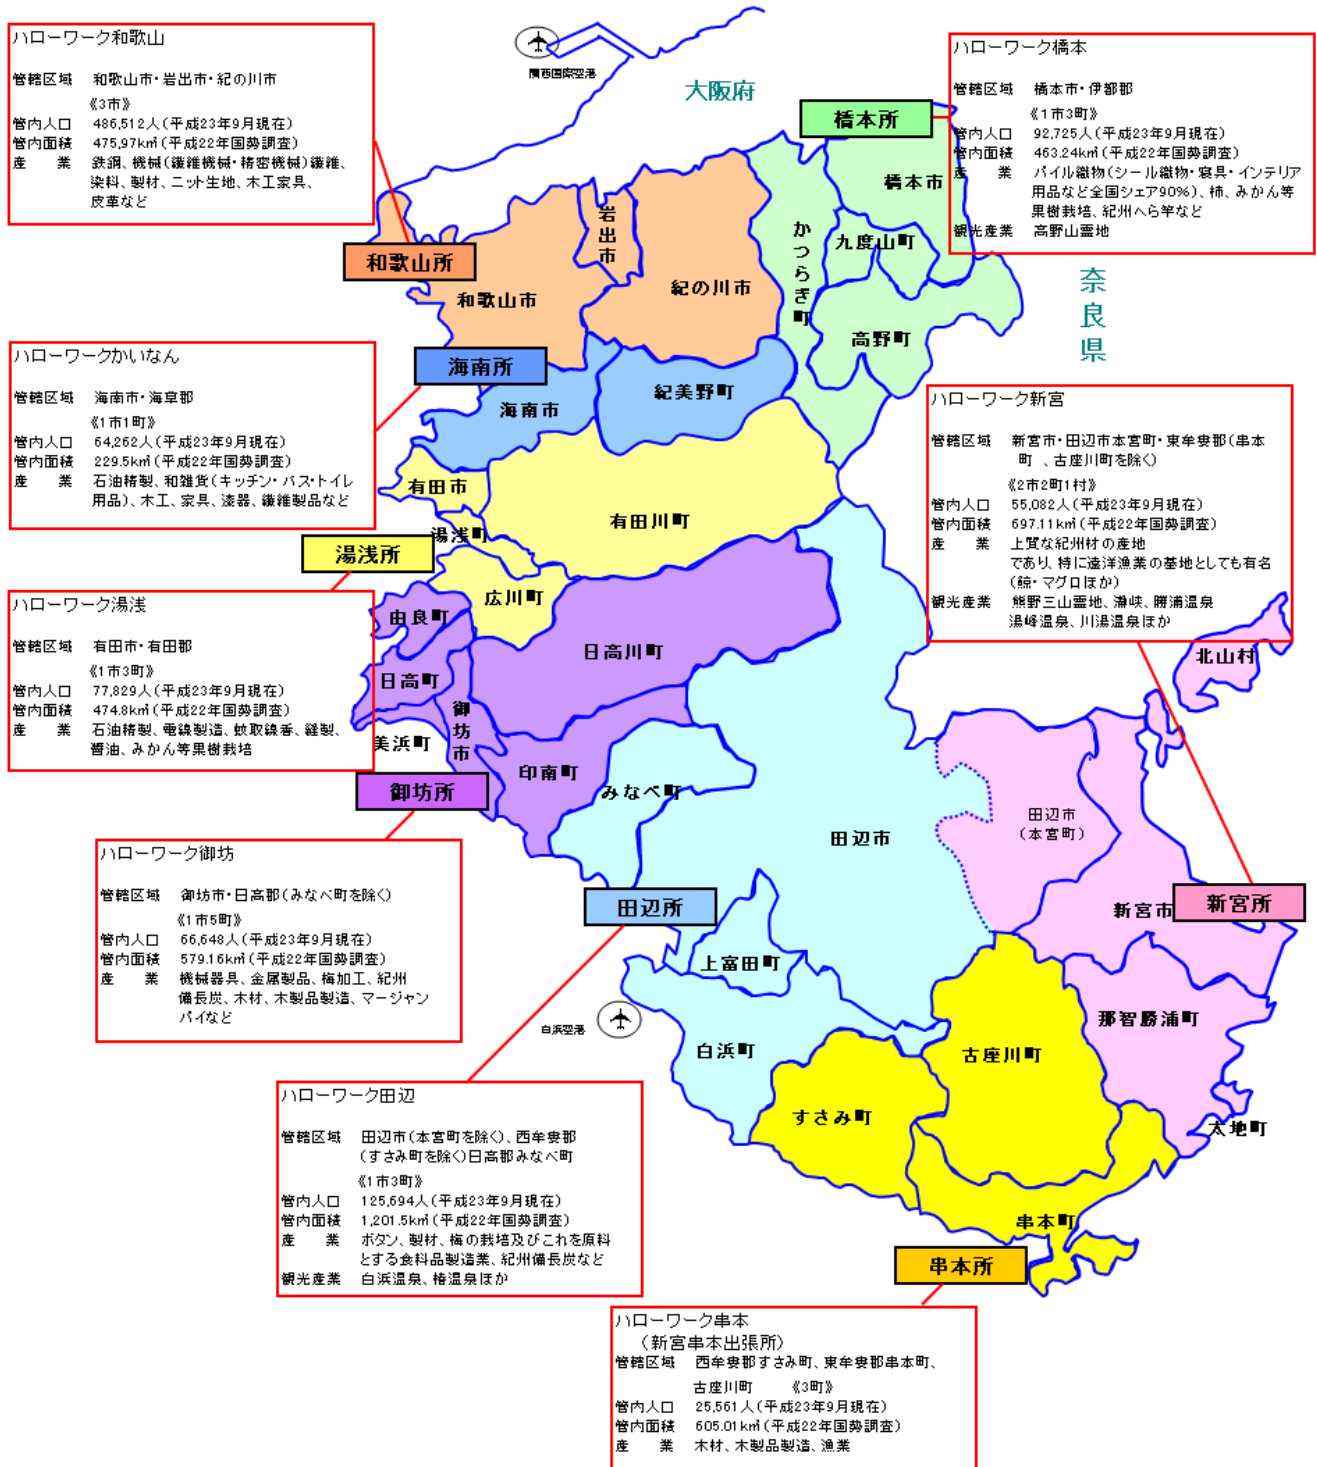 ハローワーク和歌山
管轄区域 和歌山市・岩出市・紀の川市
《3市》
管内人口 486,512人(平成23年9月現在)
管内面積 475,97k㎡(平成22年国勢調査)
産　業 鉄鋼、機械(繊維機械・精密機械)繊維、
染料、製材、ニット生地、木工家具、
皮革など
関西国際空港
大阪府
ハローワーク橋本
管轄区域 橋本市・伊都郡
《1市3町》
管内人口 92,725人(平成23年9月現在)
管内面積 463.24k㎡(平成22年国勢調査)
産　業 パイル織物(シール織物・寝具・インテリア
用品など全国シェア90%)、柿、みかん等
果樹栽培、紀州へら竿など
観光産業 高野山霊地
橋本所
橋本市
岩出市
かつらぎ町
九度山町
和歌山所
和歌山市
紀の川市
高野町
奈良県
ハローワークかいなん
管轄区域 海南市・海草郡
《1市1町》
管内人口 64,262人(平成23年9月現在)
管内面積 229.5k㎡(平成22年国勢調査)
産　業 石油精製、和雑貨(キッチン・バス・トイレ
用品)、木工、家具、漆器、繊維製品など
海南所
海南市
紀美野町
ハローワーク新宮
管轄区域 新宮市・田辺市本宮町・東牟婁郡(串本
町 、古座川町を除く)
《2市2町1村》
管内人口 55,082人(平成23年9月現在)
管内面積 697.11k㎡(平成22年国勢調査)
産　業 上質な紀州材の産地
であり、特に遠洋漁業の基地としても有名
(鯨・マグロほか)
観光産業 熊野三山霊地、瀞峡、勝浦温泉
湯峰温泉、川湯温泉ほか
有田市
有田川町
湯浅町
湯浅所
広川町
ハローワーク湯浅
管轄区域 有田市・有田郡
《1市3町》
管内人口 77,829人(平成23年9月現在)
管内面積 474.8k㎡(平成22年国勢調査)
産　業 石油精製、電線製造、蚊取線香、縫製、
醤油、みかん等果樹栽培
由良町
日高川町
日高町
御坊市
美浜町
印南町
北山村
御坊所
みなべ町
田辺市
田辺市
(本宮町)
ハローワーク御坊
管轄区域 御坊市・日高郡(みなべ町を除く)
《1市5町》
管内人口 66,648人(平成23年9月現在)
管内面積 579.16k㎡(平成22年国勢調査)
産　業 機械器具、金属製品、梅加工、紀州
備長炭、木材、木製品製造、マージャン
パイなど
田辺所
新宮市
新宮所
上富田町
白浜空港
白浜町
那智勝浦町
古座川町
すさみ町
太地町
串本町
ハローワーク田辺
管轄区域 田辺市(本宮町を除く)、西牟婁郡
(すさみ町を除く)日高郡みなべ町
《1市3町》
管内人口 125,694人(平成23年9月現在)
管内面積 1,201.5k㎡(平成22年国勢調査)
産　業 ボタン、製材、梅の栽培及びこれを原料
とする食料品製造業、紀州備長炭など
観光産業 白浜温泉、椿温泉ほか
串本所
ハローワーク串本
(新宮串本出張所)
管轄区域 西牟婁郡すさみ町、東牟婁郡串本町、
古座川町　《3町》
管内人口 25,561人(平成23年9月現在)
管内面積 605.01k㎡(平成22年国勢調査)
産　業 木材、木製品製造、漁業